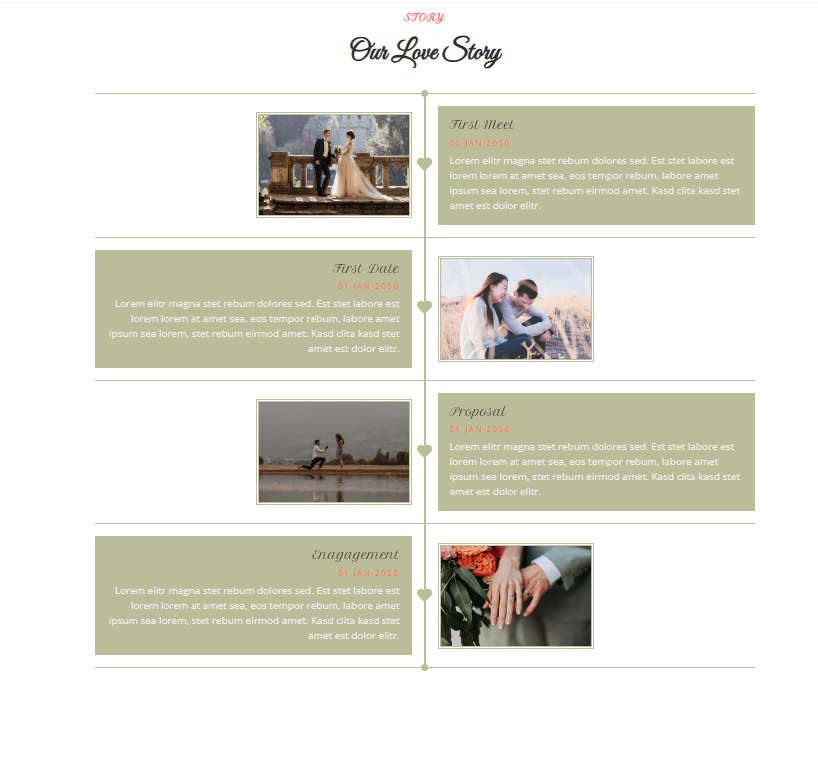 STORY
Our Love Story
First Meet
01 JAN 2050
Lorem elitr magna stet rebum dolores sed. Est stet labore est
lorem lorem at amet sea, eos tempor rebum, labore amet
ipsum sea lorem, stet rebum eirmod amet. Kasd clita kasd stet
amet est dolor elitr.
First Date
01 JAN 2050
Lorem elitr magna stet rebum dolores sed. Est stet labore est
lorem lorem at amet sea, eos tempor rebum, labore amet
ipsum sea lorem, stet rebum eirmod amet. Kasd clita kasd stet
amet est dolor elitr.
Proposal
01 JAN 2050
Lorem elitr magna stet rebum dolores sed. Est stet labore est
lorem lorem at amet sea, eos tempor rebum, labore amet
ipsum sea lorem, stet rebum eirmod amet. Kasd clita kasd stet
amet est dolor elitr.
Enagagement
01 JAN 2050
Lorem elitr magna stet rebum dolores sed. Est stet labore est
lorem lorem at amet sea, eos tempor rebum, labore amet
ipsum sea lorem, stet rebum eirmod amet. Kasd clita kasd stet
amet est dolor elitr.